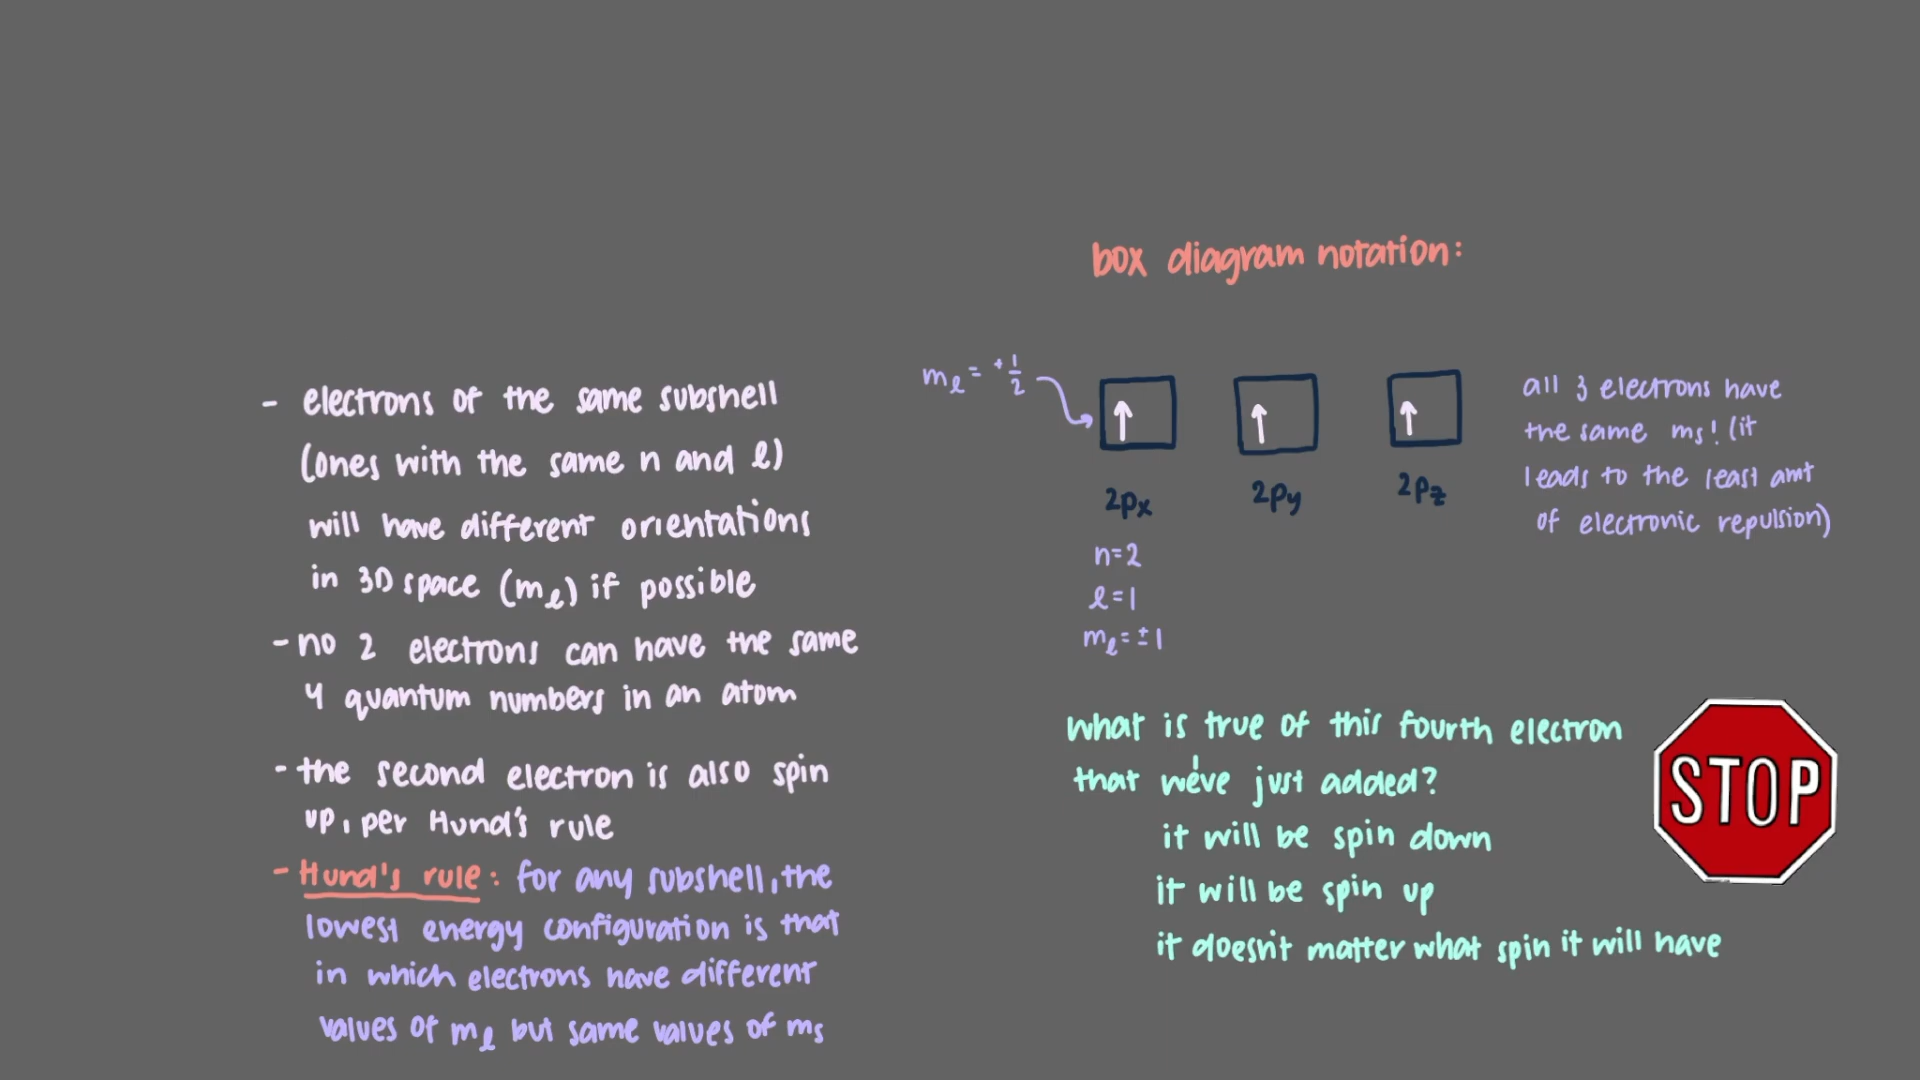 box diagram notation:
- electrons of the same subshell
(ones with the same n and ℓ)
will have different orientations
in 3D space (mℓ) if possible
- no 2 electrons can have the same
4 quantum numbers in an atom
- the second electron is also spin
up, per Hund's rule
- Hund's rule: for any subshell, the
lowest energy configuration is that
in which electrons have different
values of mℓ but same values of ms
mℓ = +1/2
↑ ↑ ↑
2px 2py 2pz
n=2
ℓ=1
mℓ=±1
all 3 electrons have
the same ms! (it
leads to the least amt
of electronic repulsion)
what is true of this fourth electron
that we've just added?
it will be spin down
it will be spin up
it doesn't matter what spin it will have
STOP